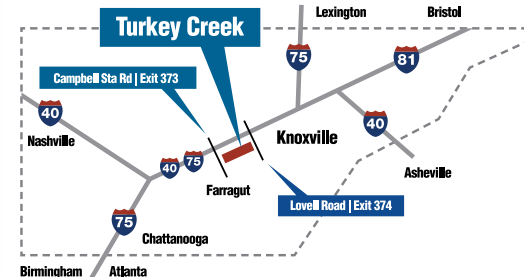 Lexington
Bristol
Turkey Creek
75
81
Campbell Sta Rd | Exit 373
40
Nashville
Knoxville
40
40
75
Asheville
Farragut
Lovell Road | Exit 374
75
Chattanooga
Birmingham
Atlanta